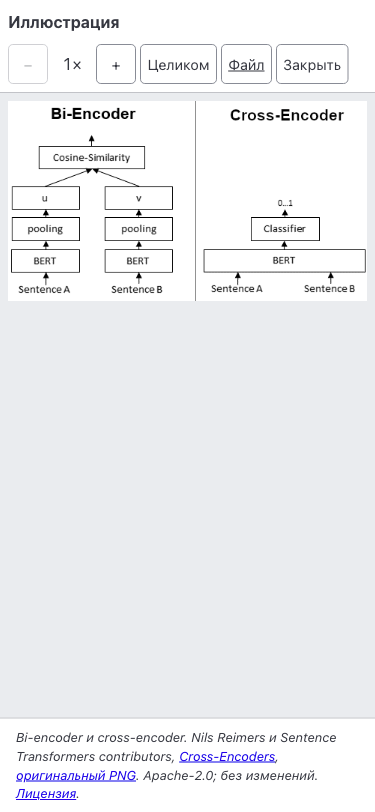 Иллюстрация
− 1× + Целиком Файл Закрыть
Bi-Encoder
Cosine-Similarity
u v
pooling pooling
BERT BERT
Sentence A Sentence B
Cross-Encoder
0...1
Classifier
BERT
Sentence A Sentence B
Bi-encoder и cross-encoder. Nils Reimers и Sentence
Transformers contributors, Cross-Encoders,
оригинальный PNG. Apache-2.0; без изменений.
Лицензия.